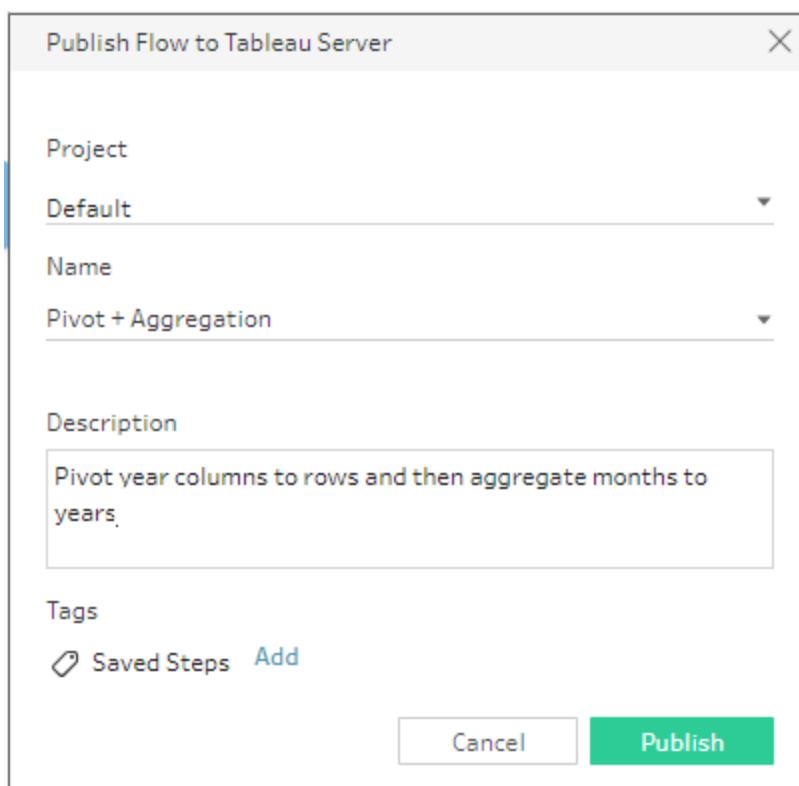 Publish Flow to Tableau Server
Project
Default
Name
Pivot + Aggregation
Description
Pivot year columns to rows and then aggregate months to
years.
Tags
Saved Steps Add
Cancel Publish